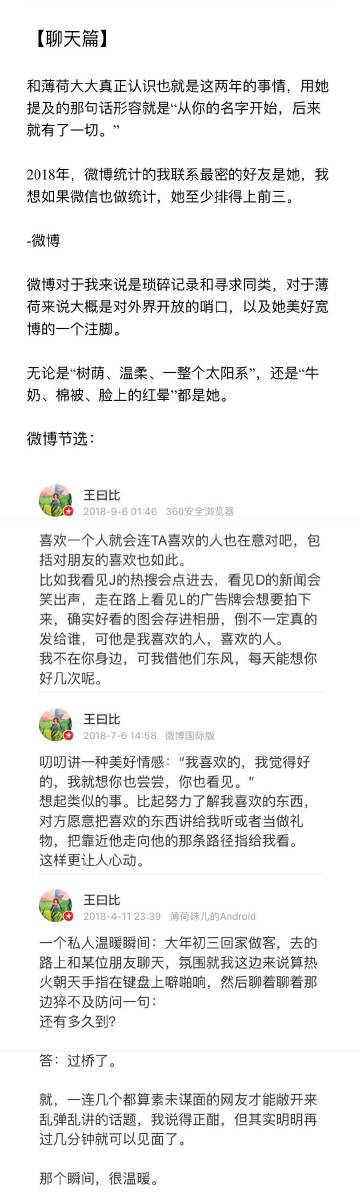 【聊天篇】
和薄荷大大真正认识也就是这两年的事情，用她
提及的那句话形容就是“从你的名字开始，后来
就有了一切。”
2018年，微博统计的我联系最密的好友是她，我
想如果微信也做统计，她至少排得上前三。
-微博
微博对于我来说是琐碎记录和寻求同类，对于薄
荷来说大概是对外界开放的哨口，以及她美好宽
博的一个注脚。
无论是“树荫、温柔、一整个太阳系”，还是“牛
奶、棉被、脸上的红晕”都是她。
微博节选：
王曰比
2018-9-6 01:46 360安全浏览器
喜欢一个人就会连TA喜欢的人也在意对吧，包
括对朋友的喜欢也如此。
比如我看见J的热搜会点进去，看见D的新闻会
笑出声，走在路上看见L的广告牌会想要拍下
来，确实好看的图会存进相册，倒不一定真的
发给谁，可他是我喜欢的人，喜欢的人。
我不在你身边，可我借他们东风，每天能想你
好几次呢。
王曰比
2018-7-6 14:58 微博国际版
叨叨讲一种美好情感：“我喜欢的，我觉得好
的，我就想你也尝尝，你也看见。”
想起类似的事。比起努力了解我喜欢的东西，
对方愿意把喜欢的东西讲给我听或者当做礼
物，把靠近他走向他的那条路径指给我看。
这样更让人心动。
王曰比
2018-4-11 23:39 薄荷味儿的Android
一个私人温暖瞬间：大年初三回家做客，去的
路上和某位朋友聊天，氛围就我这边来说算热
火朝天手指在键盘上噼啪响，然后聊着聊着那
边猝不及防问一句：
还有多久到？
答：过桥了。
就，一连几个都算素未谋面的网友才能敞开来
乱弹乱讲的话题，我说得正酣，但其实明明再
过几分钟就可以见面了。
那个瞬间，很温暖。